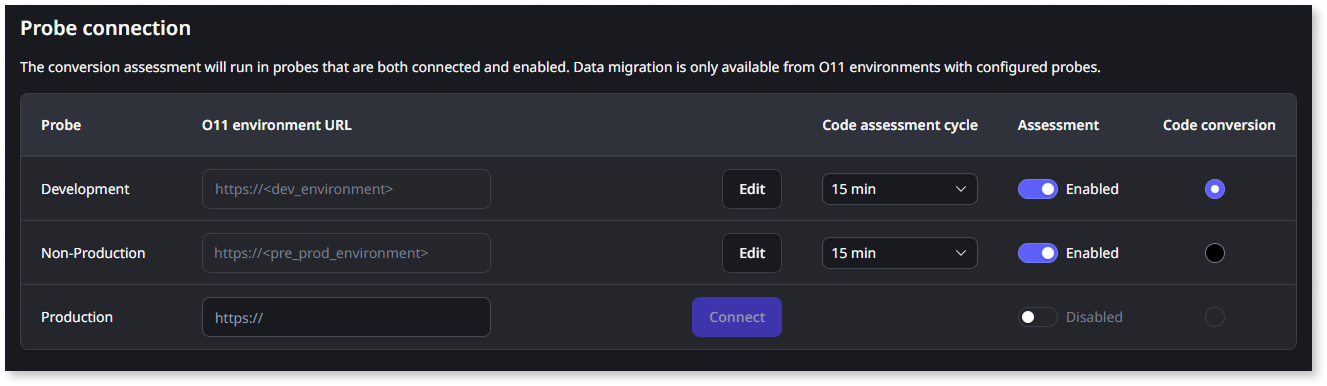 Probe connection
The conversion assessment will run in probes that are both connected and enabled. Data migration is only available from O11 environments with configured probes.
Probe O11 environment URL Code assessment cycle Assessment Code conversion
Development https://<dev_environment> Edit 15 min Enabled
Non-Production https://<pre_prod_environment> Edit 15 min Enabled
Production https:// Connect Disabled